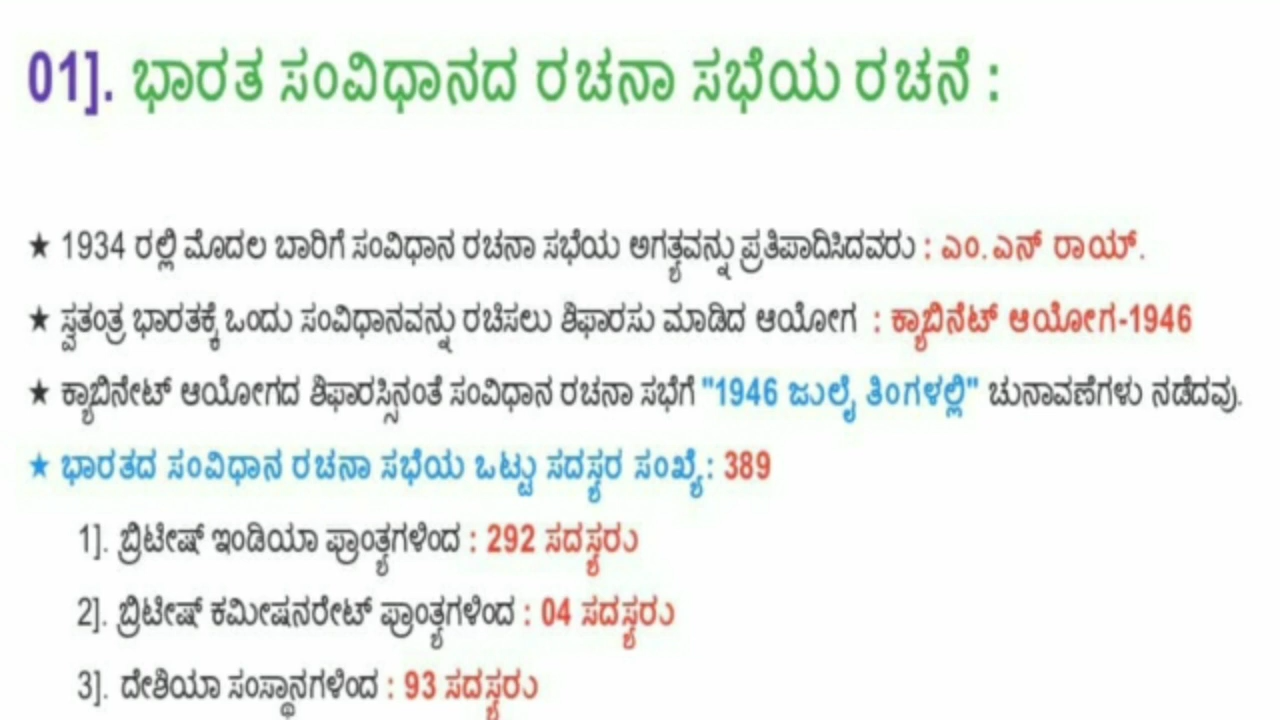 01]. ಭಾರತ ಸಂವಿಧಾನದ ರಚನಾ ಸಭೆಯ ರಚನೆ :
★ 1934 ರಲ್ಲಿ ಮೊದಲ ಬಾರಿಗೆ ಸಂವಿಧಾನ ರಚನಾ ಸಭೆಯ ಅಗತ್ಯವನ್ನು ಪ್ರತಿಪಾದಿಸಿದವರು : ಎಂ.ಎನ್ ರಾಯ್.
★ ಸ್ವತಂತ್ರ ಭಾರತಕ್ಕೆ ಒಂದು ಸಂವಿಧಾನವನ್ನು ರಚಿಸಲು ಶಿಫಾರಸು ಮಾಡಿದ ಆಯೋಗ : ಕ್ಯಾಬಿನೆಟ್ ಆಯೋಗ-1946
★ ಕ್ಯಾಬಿನೇಟ್ ಆಯೋಗದ ಶಿಫಾರಸ್ಸಿನಂತೆ ಸಂವಿಧಾನ ರಚನಾ ಸಭೆಗೆ "1946 ಜುಲೈ ತಿಂಗಳಲ್ಲಿ" ಚುನಾವಣೆಗಳು ನಡೆದವು.
★ ಭಾರತದ ಸಂವಿಧಾನ ರಚನಾ ಸಭೆಯ ಒಟ್ಟು ಸದಸ್ಯರ ಸಂಖ್ಯೆ: 389
1]. ಬ್ರಿಟೀಷ್ ಇಂಡಿಯಾ ಪ್ರಾಂತ್ಯಗಳಿಂದ : 292 ಸದಸ್ಯರು
2]. ಬ್ರಿಟೀಷ್ ಕಮೀಷನರೇಟ್ ಪ್ರಾಂತ್ಯಗಳಿಂದ : 04 ಸದಸ್ಯರು
3]. ದೇಶಿಯಾ ಸಂಸ್ಥಾನಗಳಿಂದ : 93 ಸದಸ್ಯರು